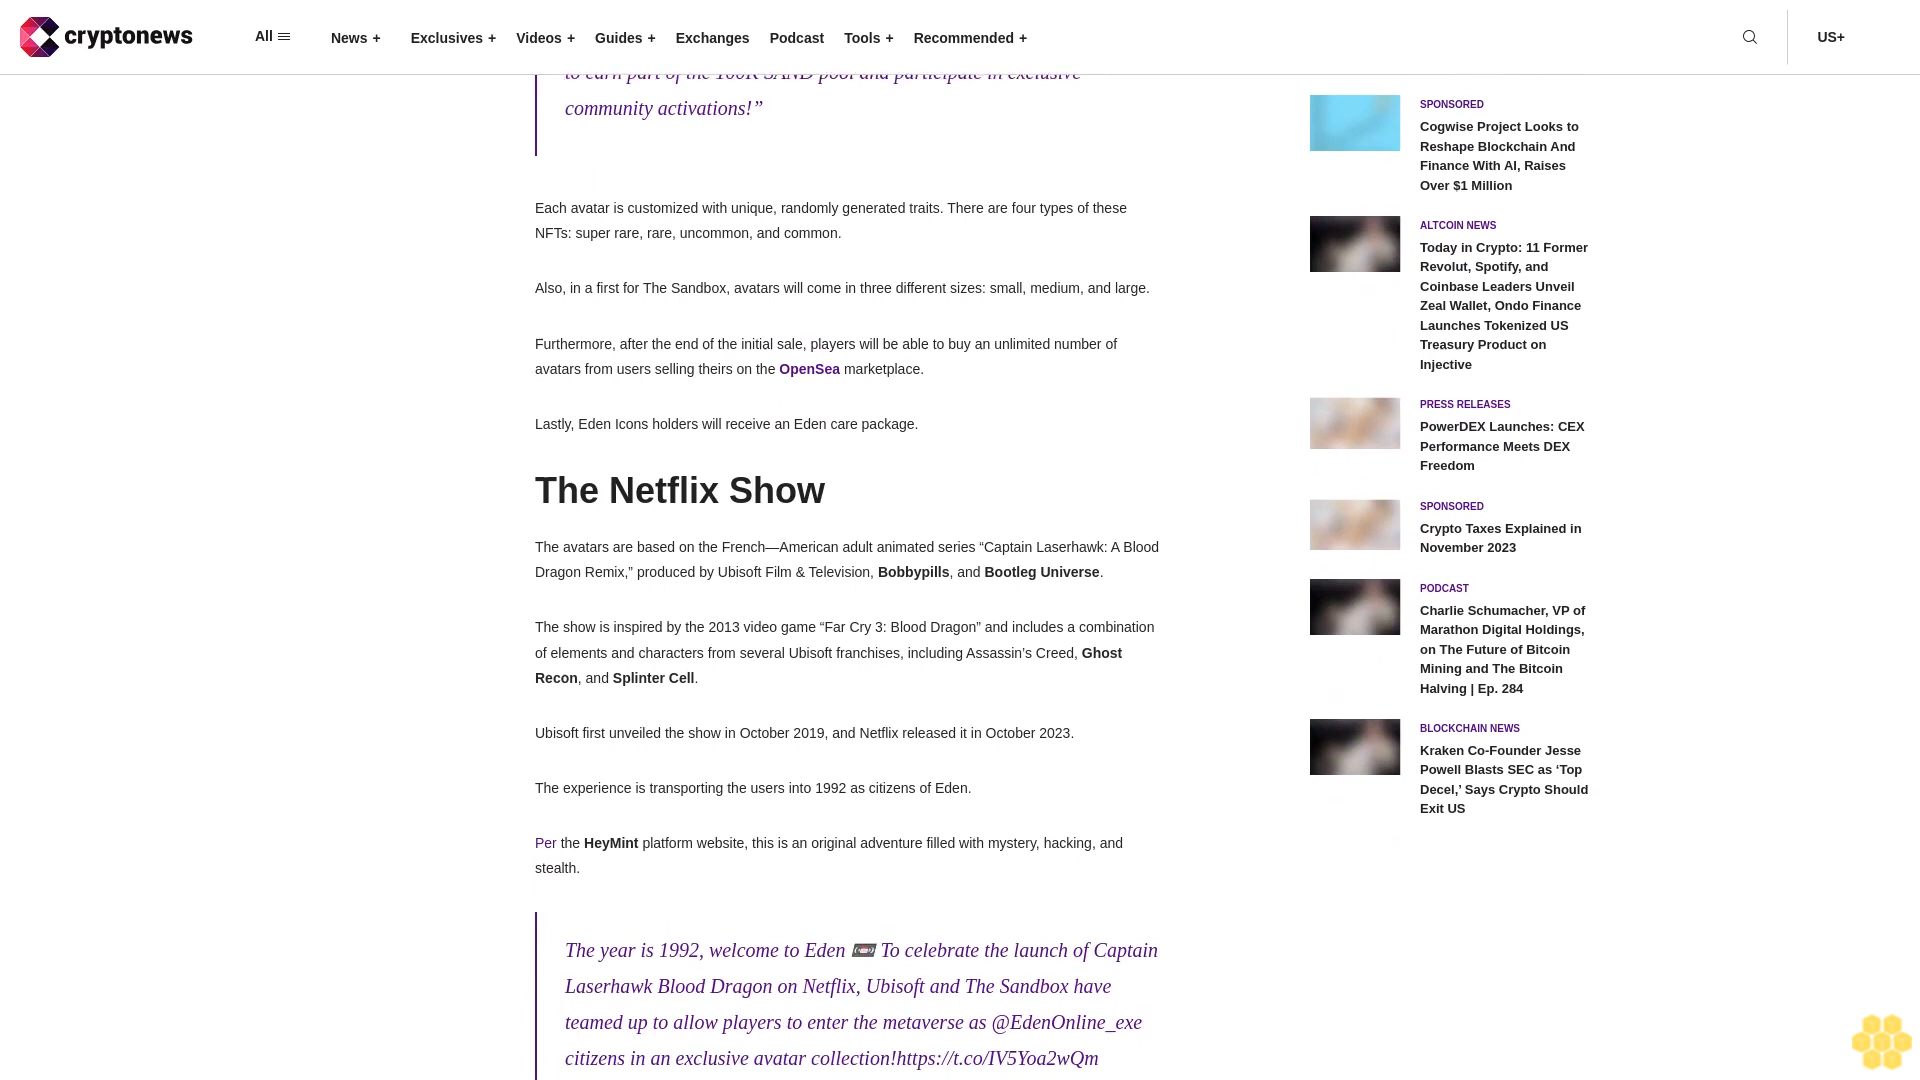 cryptonews
All
News +
Exclusives +
Videos +
Guides +
Exchanges
Podcast
Tools +
Recommended +
US+
to earn part of the 100K SAND pool and participate in exclusive
community activations!”
Each avatar is customized with unique, randomly generated traits. There are four types of these
NFTs: super rare, rare, uncommon, and common.
Also, in a first for The Sandbox, avatars will come in three different sizes: small, medium, and large.
Furthermore, after the end of the initial sale, players will be able to buy an unlimited number of
avatars from users selling theirs on the OpenSea marketplace.
Lastly, Eden Icons holders will receive an Eden care package.
The Netflix Show
The avatars are based on the French—American adult animated series “Captain Laserhawk: A Blood
Dragon Remix,” produced by Ubisoft Film & Television, Bobbypills, and Bootleg Universe.
The show is inspired by the 2013 video game “Far Cry 3: Blood Dragon” and includes a combination
of elements and characters from several Ubisoft franchises, including Assassin’s Creed, Ghost
Recon, and Splinter Cell.
Ubisoft first unveiled the show in October 2019, and Netflix released it in October 2023.
The experience is transporting the users into 1992 as citizens of Eden.
Per the HeyMint platform website, this is an original adventure filled with mystery, hacking, and
stealth.
The year is 1992, welcome to Eden 📼 To celebrate the launch of Captain
Laserhawk Blood Dragon on Netflix, Ubisoft and The Sandbox have
teamed up to allow players to enter the metaverse as @EdenOnline_exe
citizens in an exclusive avatar collection!https://t.co/IV5Yoa2wQm
SPONSORED
Cogwise Project Looks to
Reshape Blockchain And
Finance With AI, Raises
Over $1 Million
ALTCOIN NEWS
Today in Crypto: 11 Former
Revolut, Spotify, and
Coinbase Leaders Unveil
Zeal Wallet, Ondo Finance
Launches Tokenized US
Treasury Product on
Injective
PRESS RELEASES
PowerDEX Launches: CEX
Performance Meets DEX
Freedom
SPONSORED
Crypto Taxes Explained in
November 2023
PODCAST
Charlie Schumacher, VP of
Marathon Digital Holdings,
on The Future of Bitcoin
Mining and The Bitcoin
Halving | Ep. 284
BLOCKCHAIN NEWS
Kraken Co-Founder Jesse
Powell Blasts SEC as ‘Top
Decel,’ Says Crypto Should
Exit US